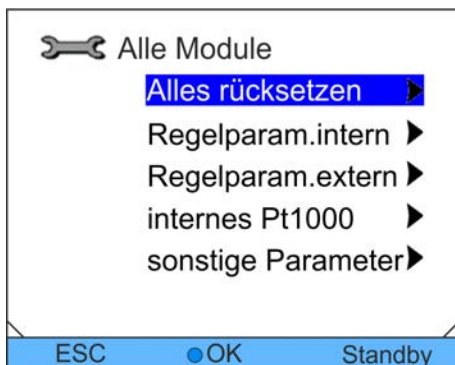 Alle Module
Alles rücksetzen
Regelparam.intern
Regelparam.extern
internes Pt1000
sonstige Parameter
ESC OK Standby